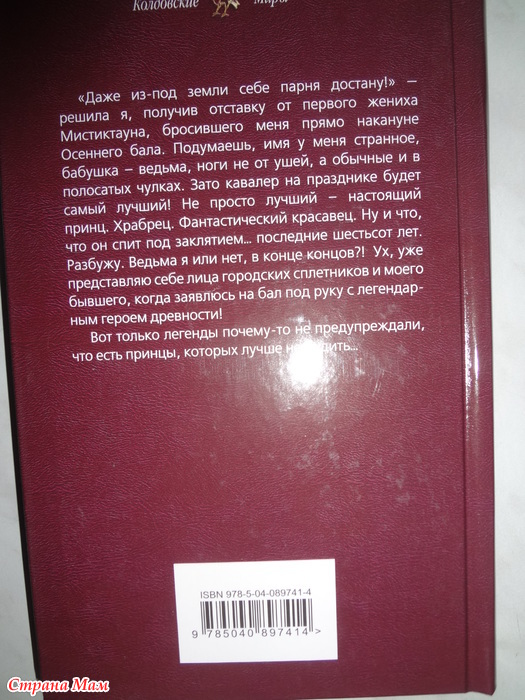 Колдовские Миры
«Даже из-под земли себе парня достану!» –
решила я, получив отставку от первого жениха
Мистиктауна, бросившего меня прямо накануне
Осеннего бала. Подумаешь, имя у меня странное,
бабушка – ведьма, ноги не от ушей, а обычные и в
полосатых чулках. Зато кавалер на празднике будет
самый лучший! Не просто лучший – настоящий
принц. Храбрец. Фантастический красавец. Ну и что,
что он спит под заклятием... последние шестьсот лет.
Разбужу. Ведьма я или нет, в конце концов?! Ух, уже
представляю себе лица городских сплетников и моего
бывшего, когда заявлюсь на бал под руку с легендар-
ным героем древности!
Вот только легенды почему-то не предупреждали,
что есть принцы, которых лучше
ISBN 978-5-04-089741-4
9 785040 897414 >
Страна Мам